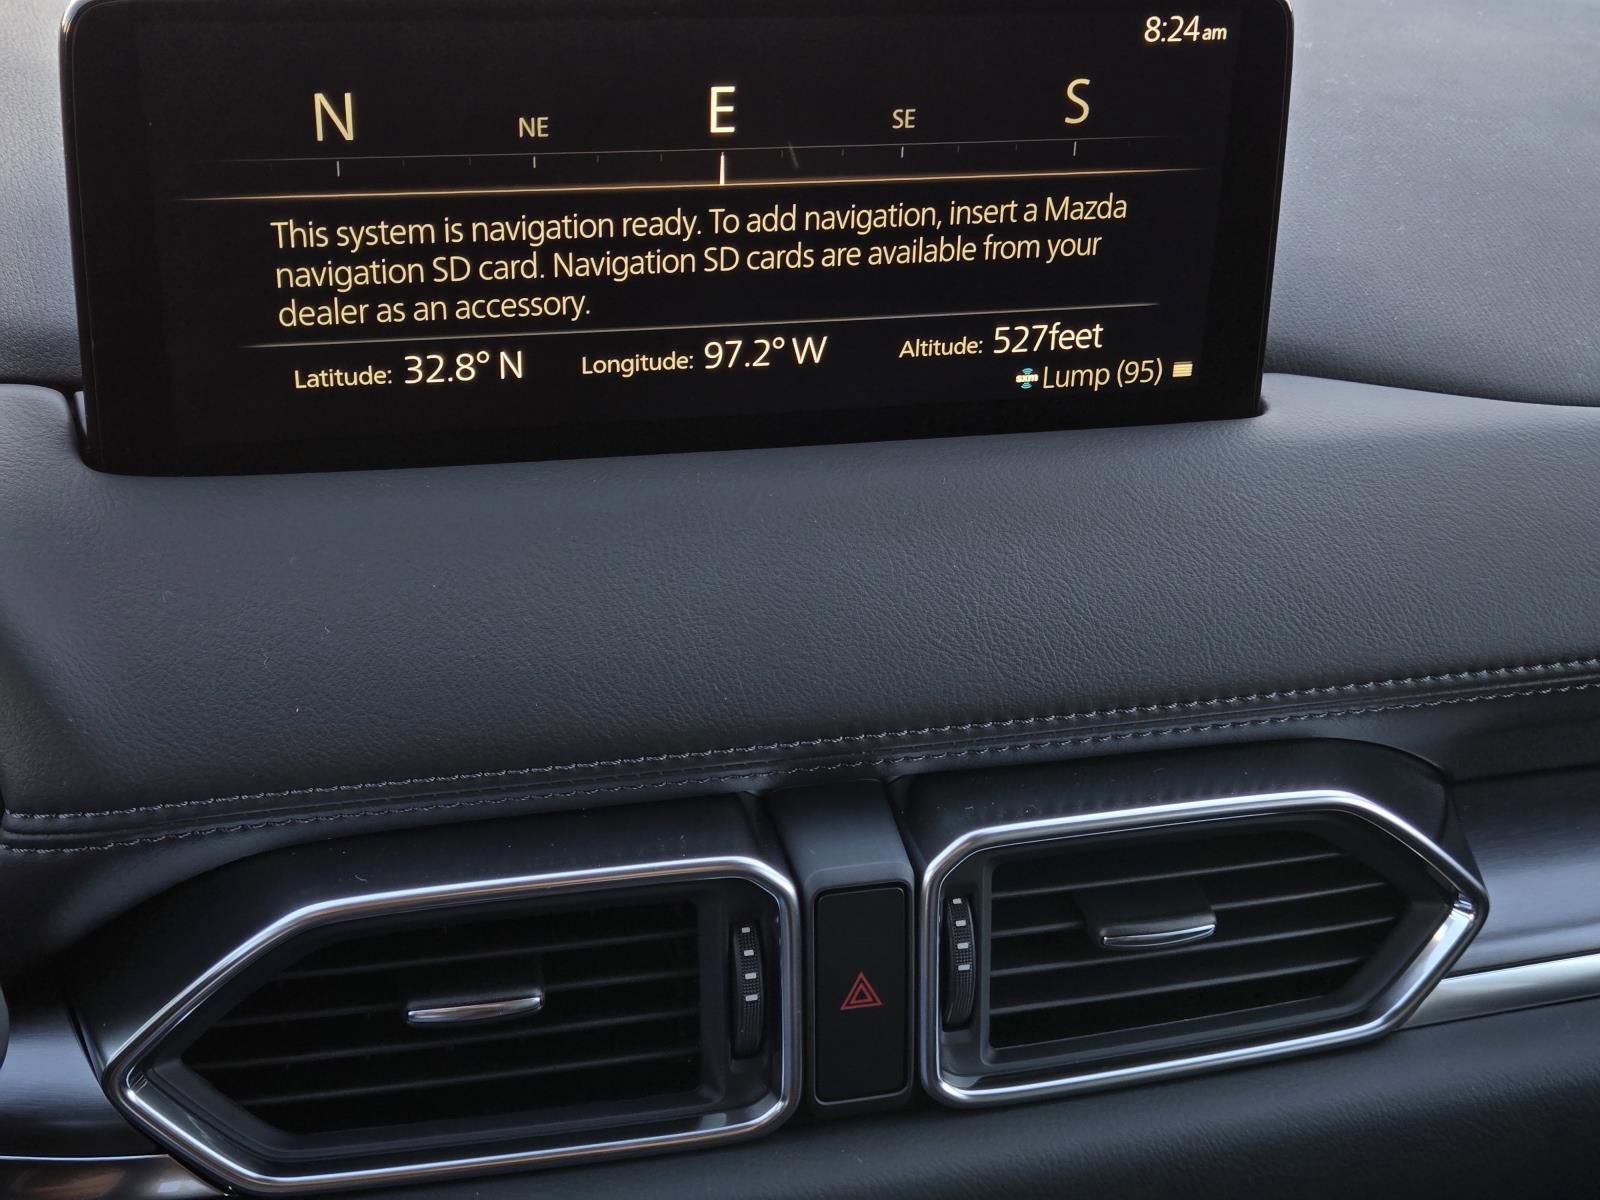 8:24am
N NE E SE S
This system is navigation ready. To add navigation, insert a Mazda
navigation SD card. Navigation SD cards are available from your
dealer as an accessory.
Latitude: 32.8° N Longitude: 97.2° W Altitude: 527feet
sxm Lump (95)